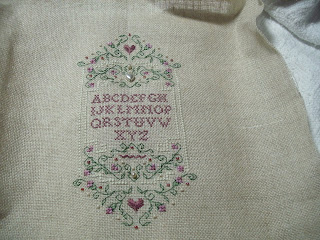 ABCDEFGH
IJKLMNOP
QRSTUVW
XYZ